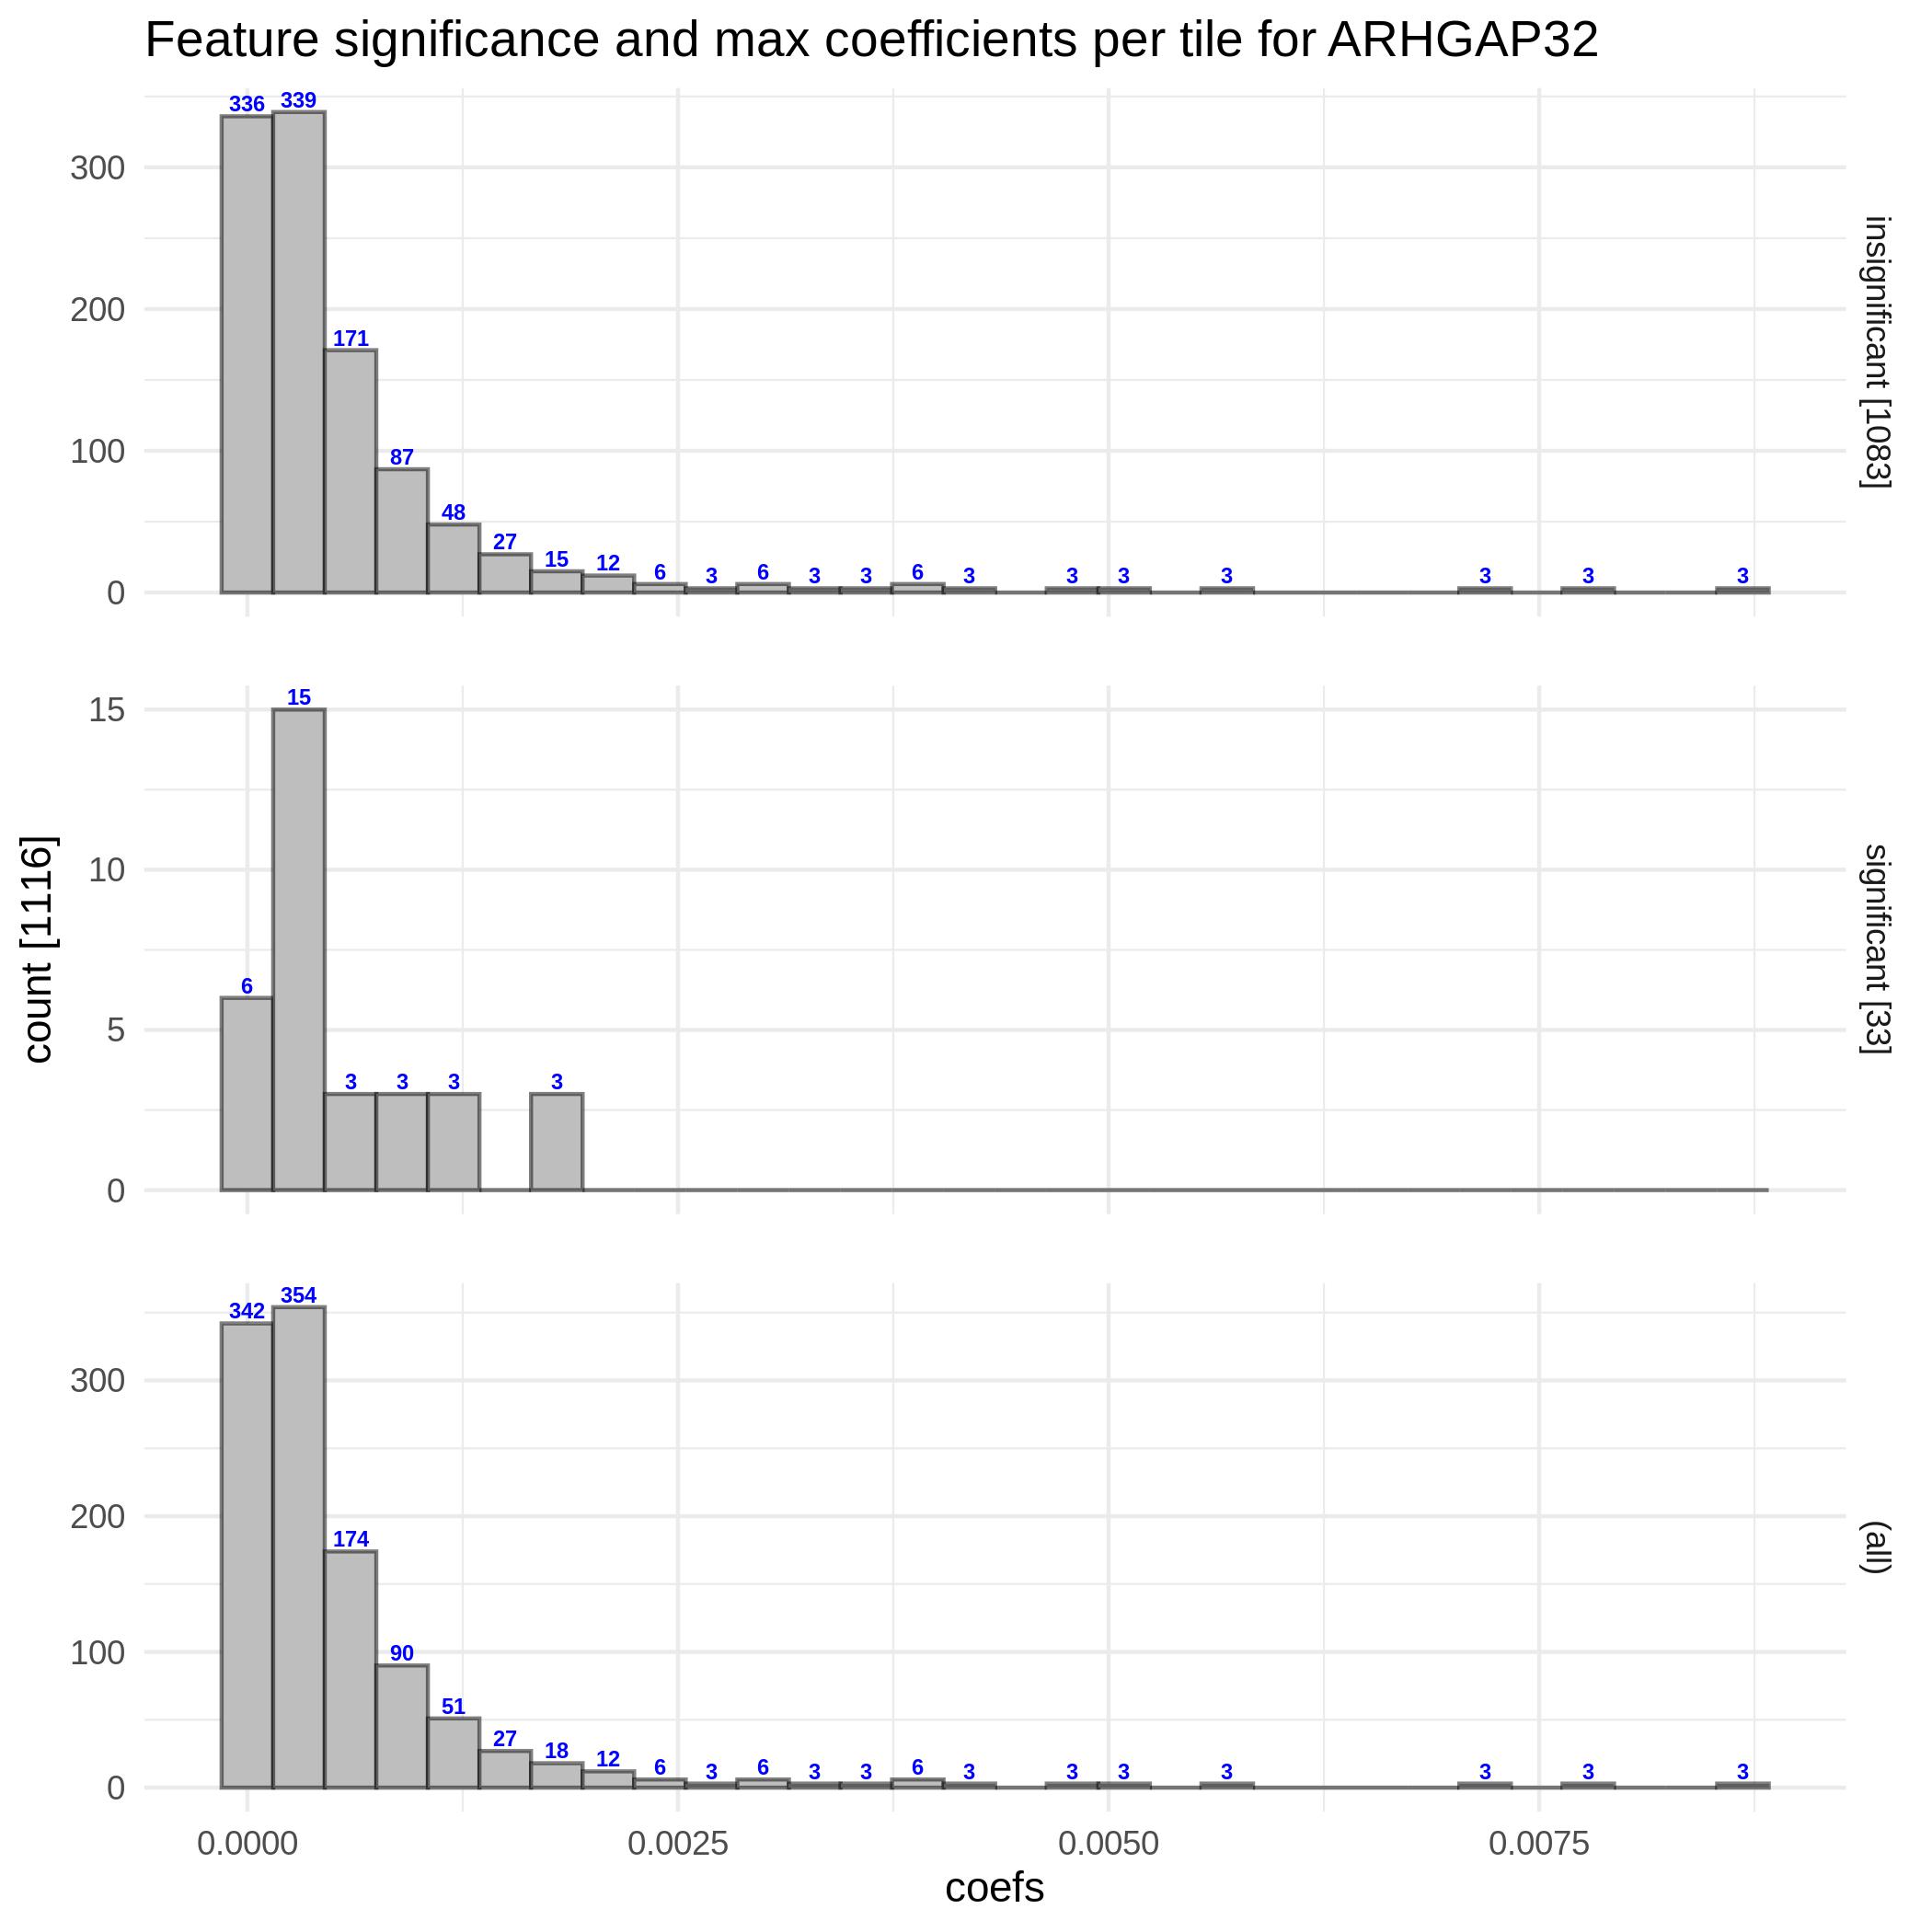 Feature significance and max coefficients per tile for ARHGAP32
336 339 171 87 48 27 15 12 6 3 6 3 3 6 3 3 3 3 3 3 3
300
200
100
0
insignificant [1083]
15 6 3 3 3 3
15
10
5
0
significant [33]
count [1116]
342 354 174 90 51 27 18 12 6 3 6 3 3 6 3 3 3 3 3 3 3
300
200
100
0
(all)
0.0000 0.0025 0.0050 0.0075
coefs